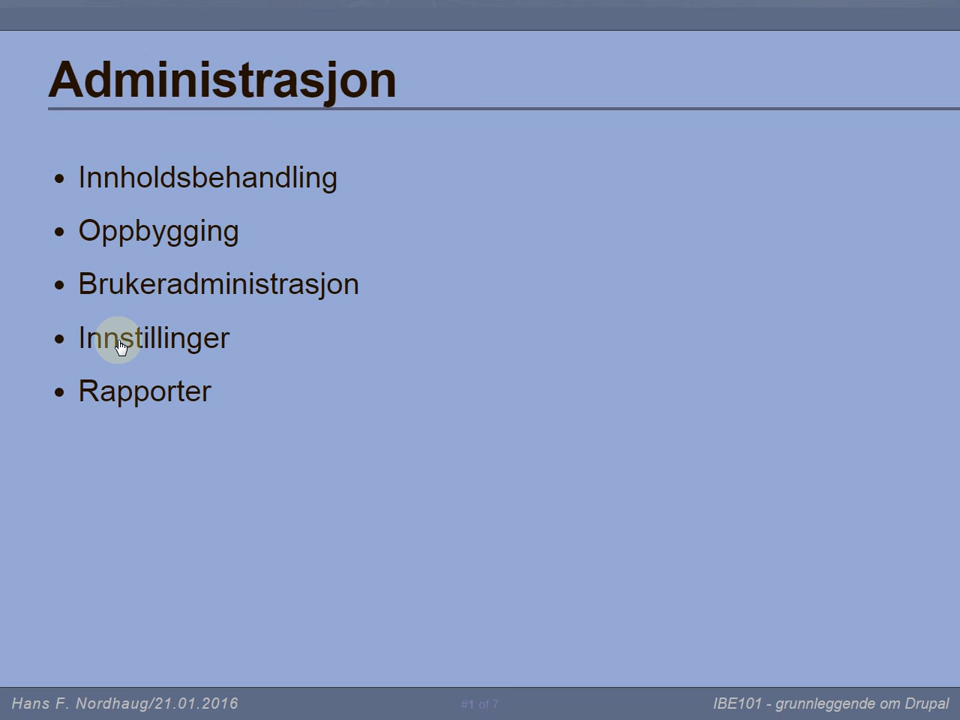 Administrasjon
Innholdsbehandling
Oppbygging
Brukeradministrasjon
Innstillinger
Rapporter
Hans F. Nordhaug/21.01.2016
#1 of 7
IBE101 - grunnleggende om Drupal